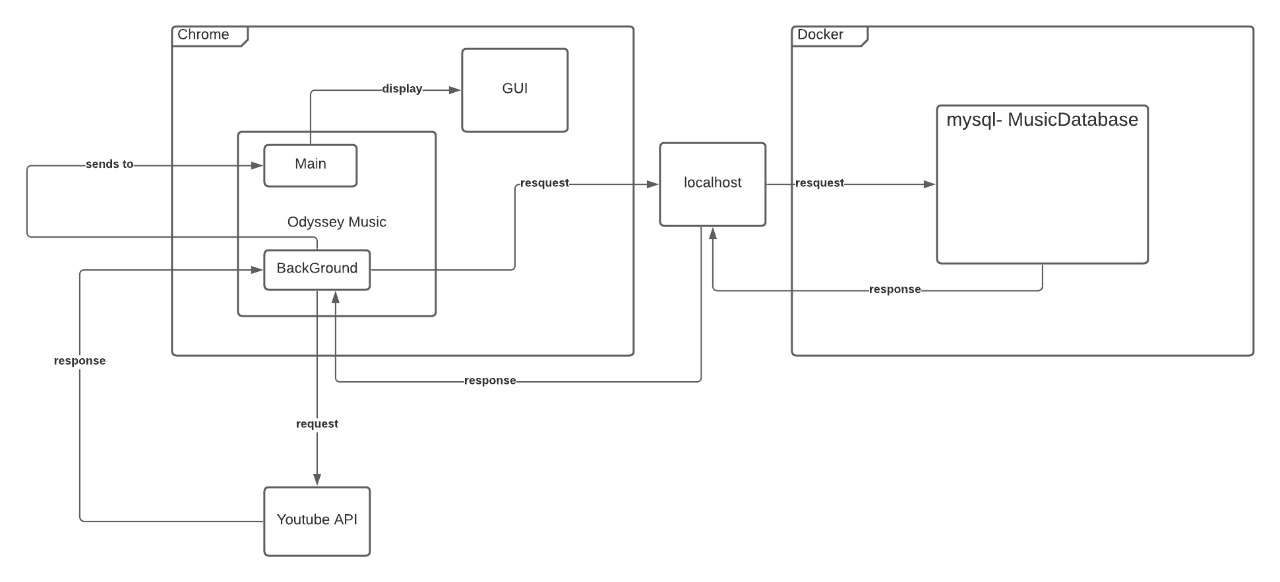 Chrome
Docker
GUI
display
mysql- MusicDatabase
Main
sends to
localhost
resquest
resquest
Odyssey Music
BackGround
response
response
response
request
Youtube API